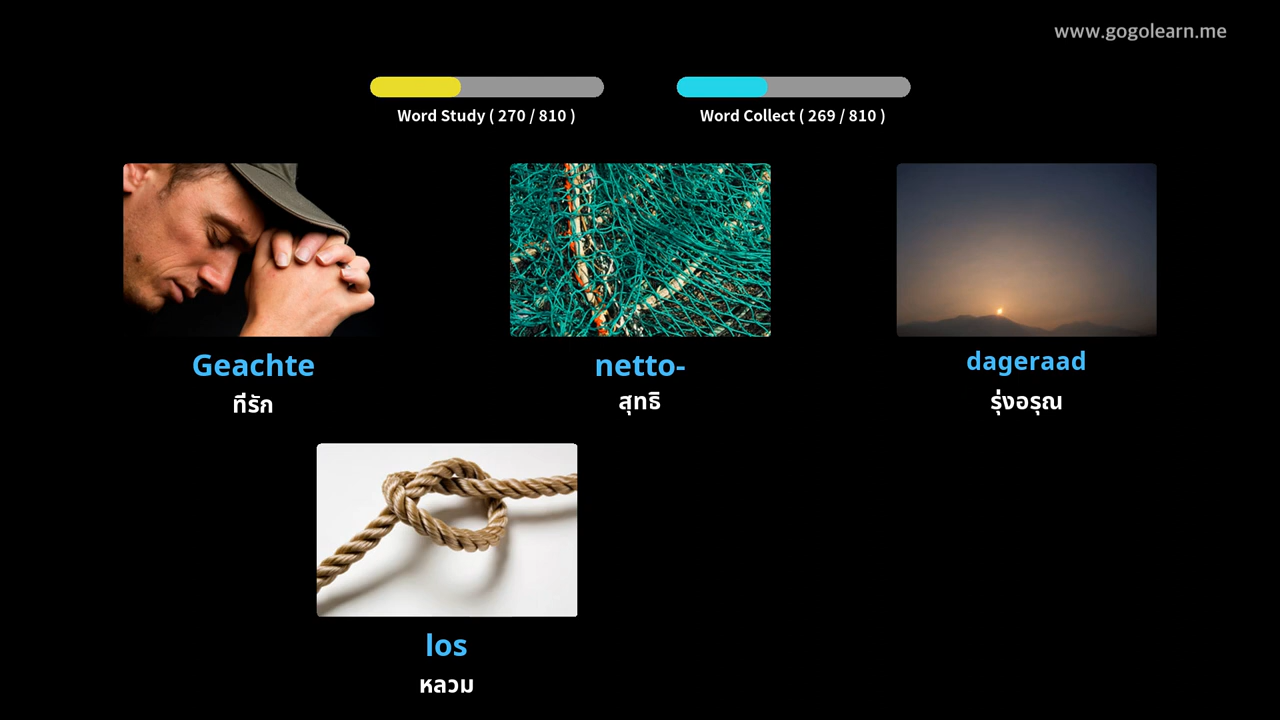 www.gogolearn.me
Word Study ( 270 / 810 )
Word Collect ( 269 / 810 )
Geachte
ที่รัก
netto-
สุทธิ
dageraad
รุ่งอรุณ
los
หลวม